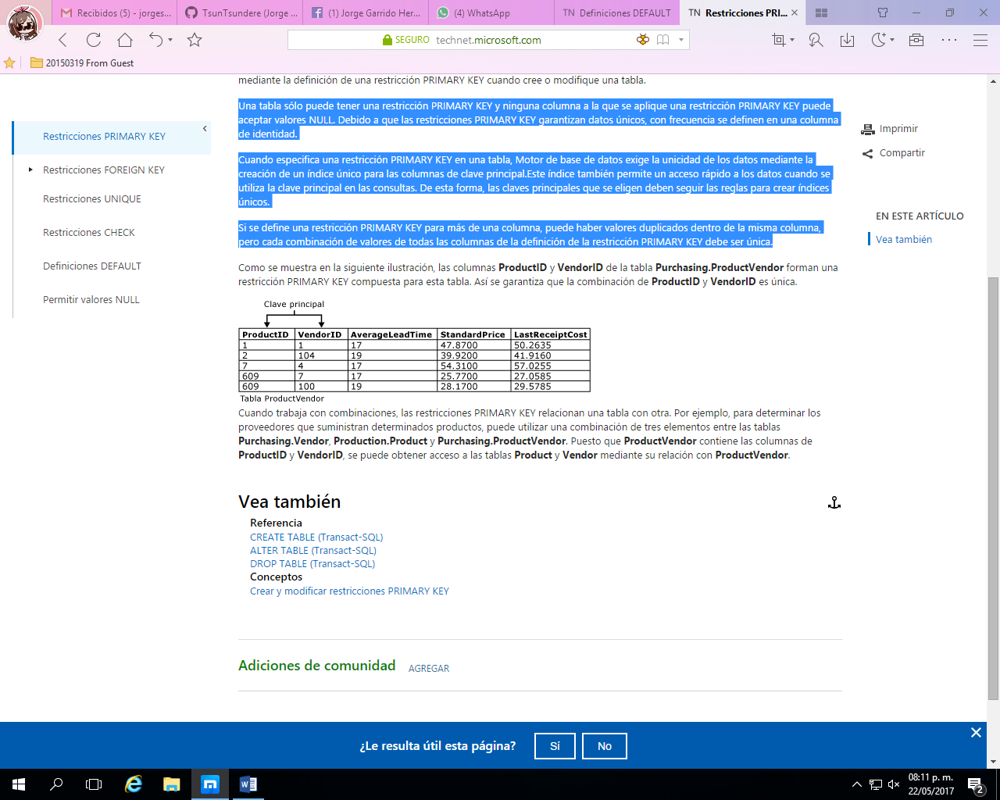 Recibidos (5) - jorges...
TsunTsundere (Jorge ...
(1) Jorge Garrido Her...
(4) WhatsApp
TN Definiciones DEFAULT
TN Restricciones PRI...
SEGURO technet.microsoft.com
20150319 From Guest
mediante la definición de una restricción PRIMARY KEY cuando cree o modifique una tabla.
Una tabla sólo puede tener una restricción PRIMARY KEY y ninguna columna a la que se aplique una restricción PRIMARY KEY puede
aceptar valores NULL. Debido a que las restricciones PRIMARY KEY garantizan datos únicos, con frecuencia se definen en una columna
de identidad.
Cuando especifica una restricción PRIMARY KEY en una tabla, Motor de base de datos exige la unicidad de los datos mediante la
creación de un índice único para las columnas de clave principal.Este índice también permite un acceso rápido a los datos cuando se
utiliza la clave principal en las consultas. De esta forma, las claves principales que se eligen deben seguir las reglas para crear índices
únicos.
Si se define una restricción PRIMARY KEY para más de una columna, puede haber valores duplicados dentro de la misma columna,
pero cada combinación de valores de todas las columnas de la definición de la restricción PRIMARY KEY debe ser única.
Como se muestra en la siguiente ilustración, las columnas ProductID y VendorID de la tabla Purchasing.ProductVendor forman una
restricción PRIMARY KEY compuesta para esta tabla. Así se garantiza que la combinación de ProductID y VendorID es única.
Clave principal
ProductID VendorID AverageLeadTime StandardPrice LastReceiptCost
1 1 17 47.8700 50.2635
2 104 19 39.9200 41.9160
7 4 17 54.3100 57.0255
609 7 17 25.7700 27.0585
609 100 19 28.1700 29.5785
Tabla ProductVendor
Cuando trabaja con combinaciones, las restricciones PRIMARY KEY relacionan una tabla con otra. Por ejemplo, para determinar los
proveedores que suministran determinados productos, puede utilizar una combinación de tres elementos entre las tablas
Purchasing.Vendor, Production.Product y Purchasing.ProductVendor. Puesto que ProductVendor contiene las columnas de
ProductID y VendorID, se puede obtener acceso a las tablas Product y Vendor mediante su relación con ProductVendor.
Vea también
Referencia
CREATE TABLE (Transact-SQL)
ALTER TABLE (Transact-SQL)
DROP TABLE (Transact-SQL)
Conceptos
Crear y modificar restricciones PRIMARY KEY
Adiciones de comunidad AGREGAR
Restricciones PRIMARY KEY
Restricciones FOREIGN KEY
Restricciones UNIQUE
Restricciones CHECK
Definiciones DEFAULT
Permitir valores NULL
Imprimir
Compartir
EN ESTE ARTÍCULO
Vea también
¿Le resulta útil esta página? Sí No
08:11 p. m.
22/05/2017
2